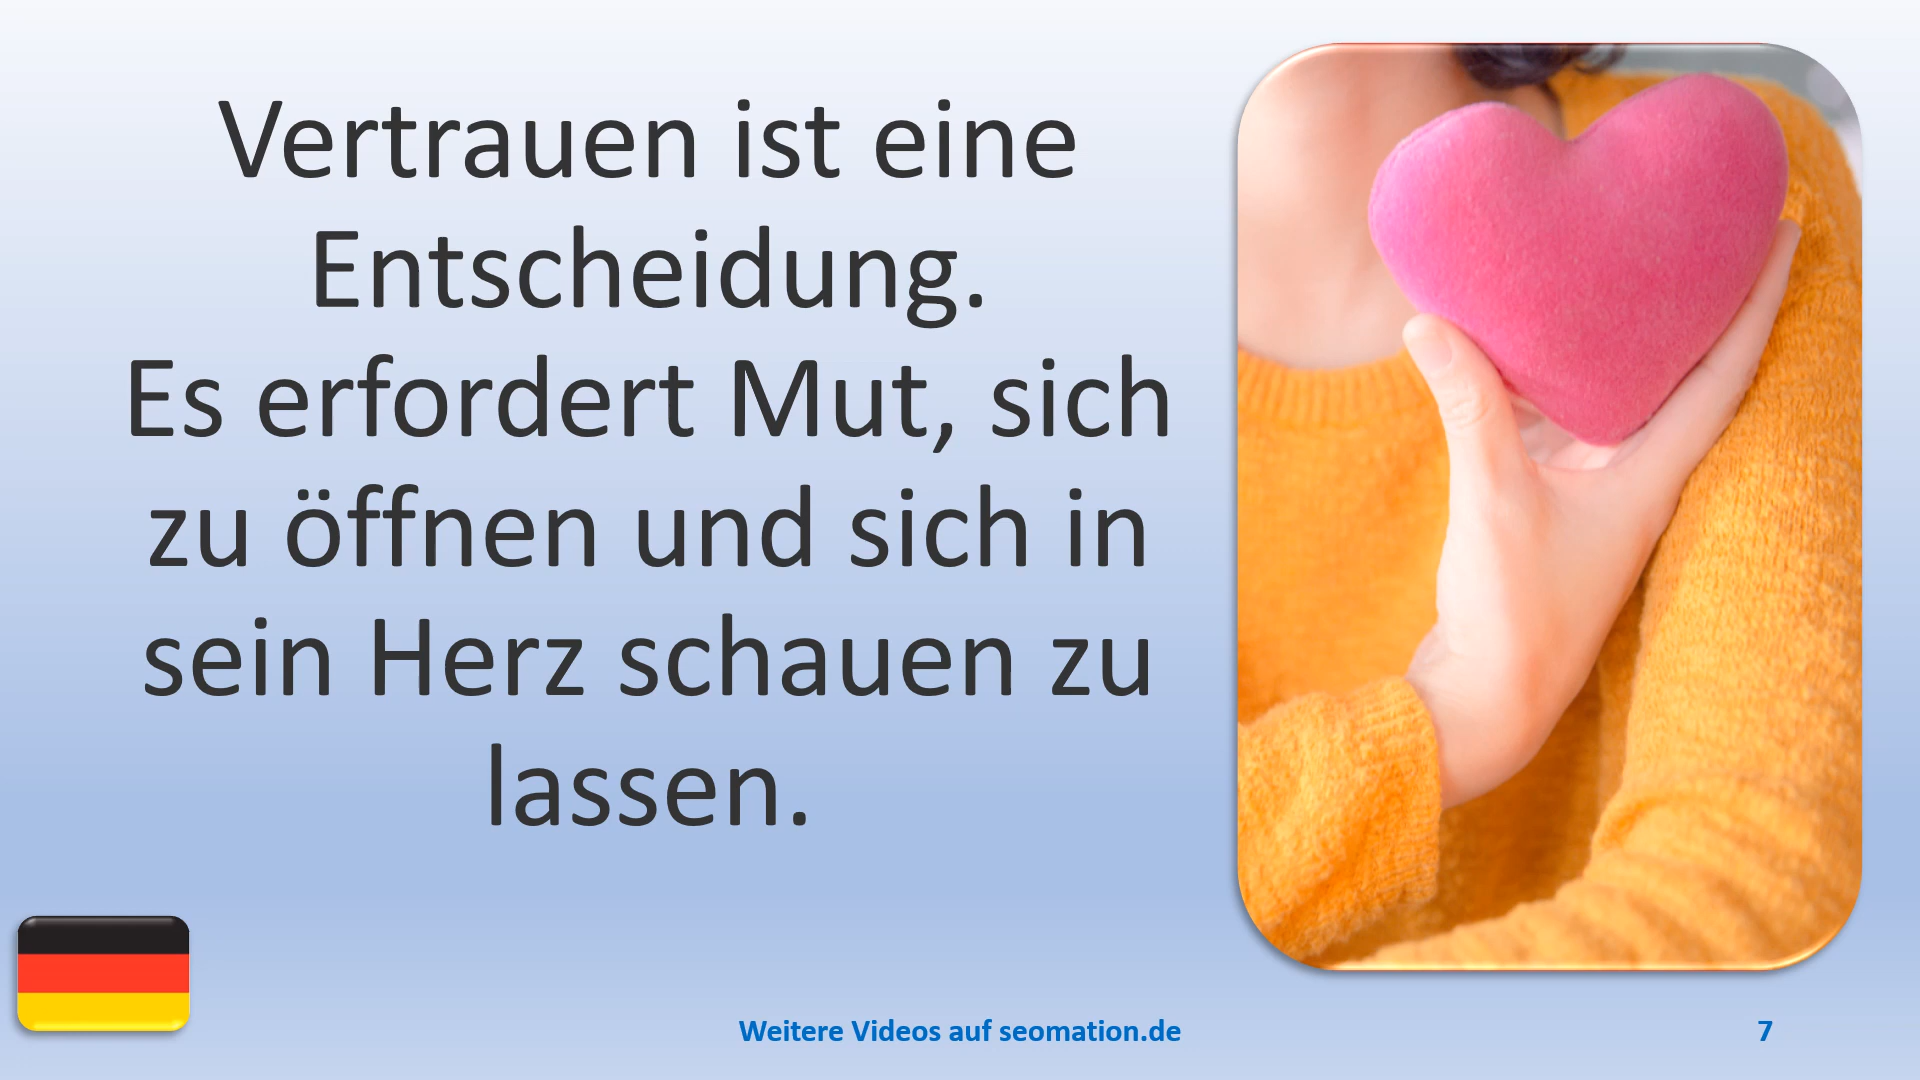 Vertrauen ist eine
Entscheidung.
Es erfordert Mut, sich
zu öffnen und sich in
sein Herz schauen zu
lassen.
Weitere Videos auf seomation.de
7